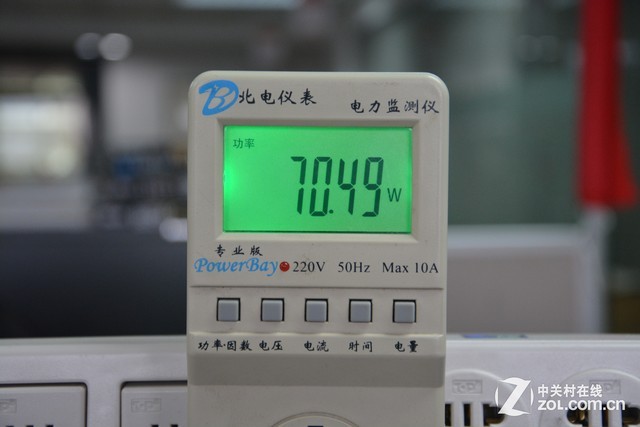 北电仪表 电力监测仪
功率
70.49 W
专业版
PowerBay 220V 50Hz Max 10A
功率·因数 电压 电流 时间 电量
中关村在线
ZOL.COM.CN